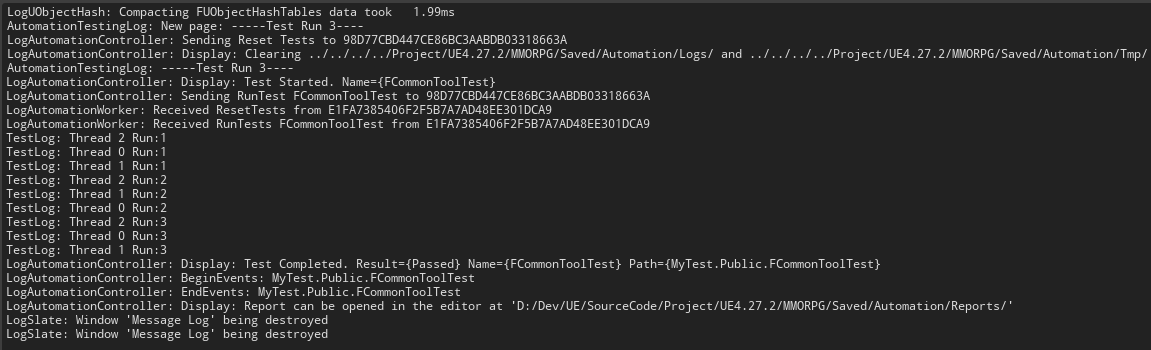 LogUObjectHash: Compacting FUObjectHashTables data took   1.99ms
AutomationTestingLog: New page: -----Test Run 3----
LogAutomationController: Sending Reset Tests to 98D77CBD447CE86BC3AABDB03318663A
LogAutomationController: Display: Clearing ../../../../Project/UE4.27.2/MMORPG/Saved/Automation/Logs/ and ../../../../Project/UE4.27.2/MMORPG/Saved/Automation/Tmp/
AutomationTestingLog: -----Test Run 3----
LogAutomationController: Display: Test Started. Name={FCommonToolTest}
LogAutomationController: Sending RunTest FCommonToolTest to 98D77CBD447CE86BC3AABDB03318663A
LogAutomationWorker: Received ResetTests from E1FA7385406F2F5B7A7AD48EE301DCA9
LogAutomationWorker: Received RunTests FCommonToolTest from E1FA7385406F2F5B7A7AD48EE301DCA9
TestLog: Thread 2 Run:1
TestLog: Thread 0 Run:1
TestLog: Thread 1 Run:1
TestLog: Thread 2 Run:2
TestLog: Thread 1 Run:2
TestLog: Thread 0 Run:2
TestLog: Thread 2 Run:3
TestLog: Thread 0 Run:3
TestLog: Thread 1 Run:3
LogAutomationController: Display: Test Completed. Result={Passed} Name={FCommonToolTest} Path={MyTest.Public.FCommonToolTest}
LogAutomationController: BeginEvents: MyTest.Public.FCommonToolTest
LogAutomationController: EndEvents: MyTest.Public.FCommonToolTest
LogAutomationController: Display: Report can be opened in the editor at 'D:/Dev/UE/SourceCode/Project/UE4.27.2/MMORPG/Saved/Automation/Reports/'
LogSlate: Window 'Message Log' being destroyed
LogSlate: Window 'Message Log' being destroyed